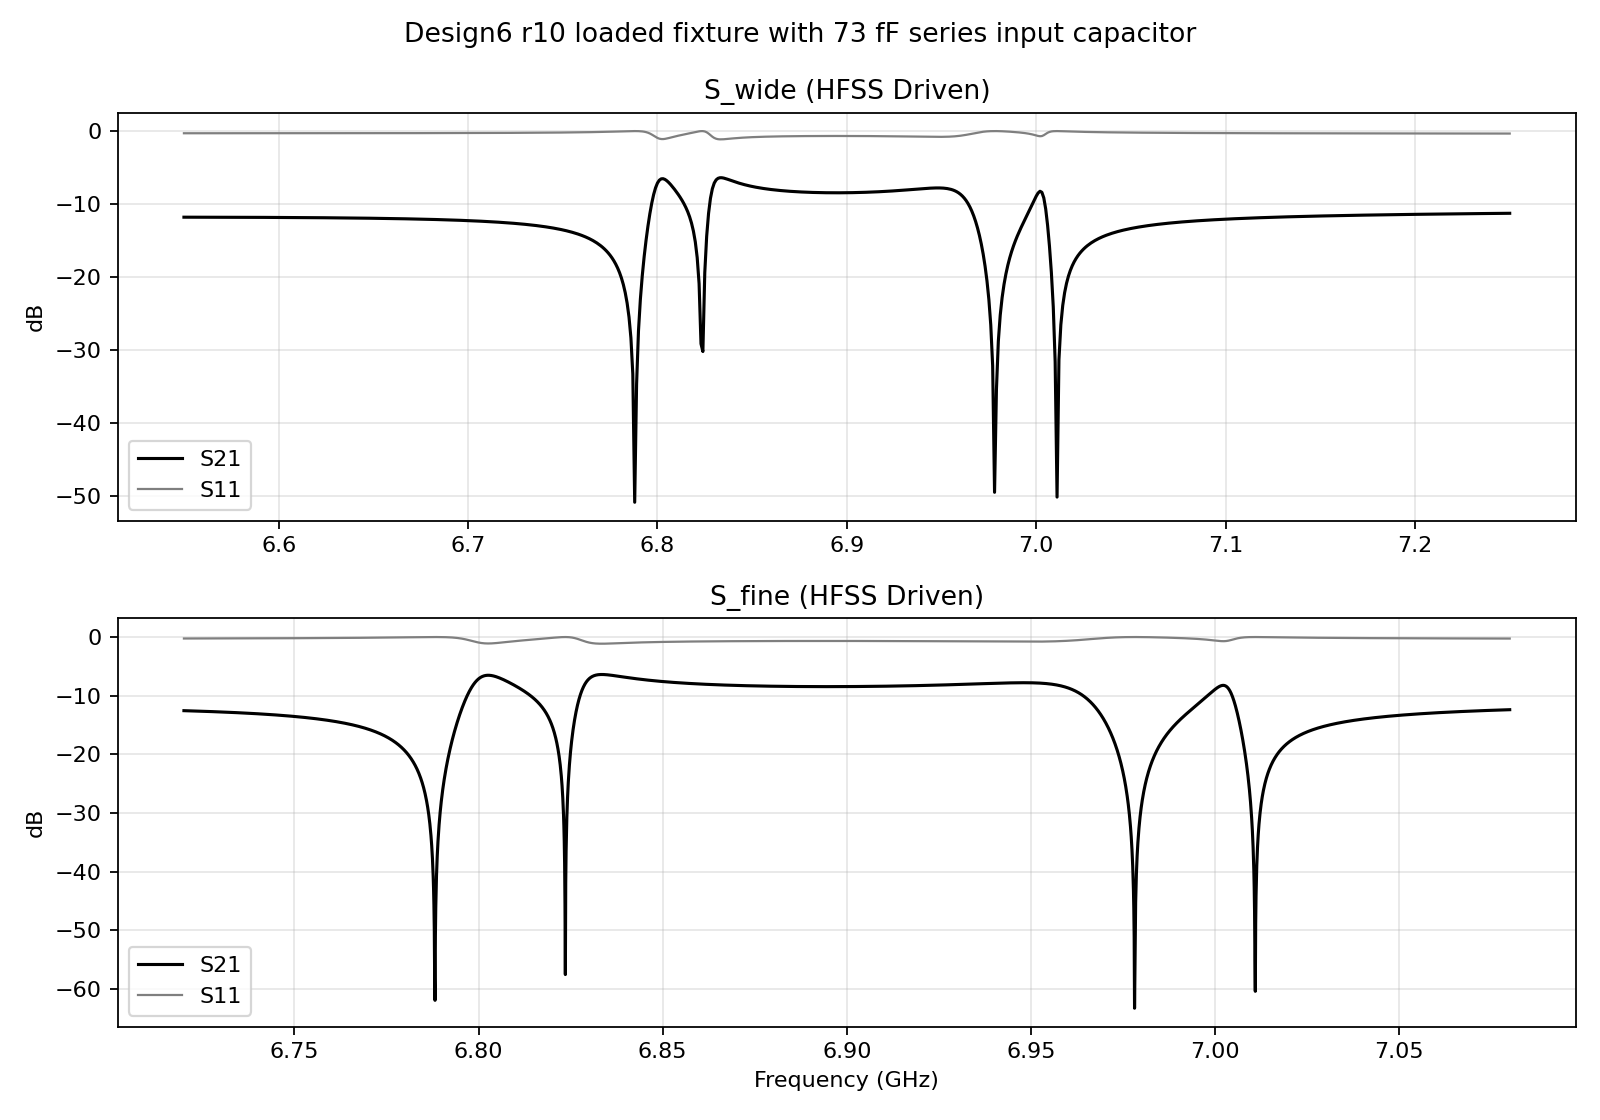 Design6 r10 loaded fixture with 73 fF series input capacitor
S_wide (HFSS Driven)
0
−10
−20
−30
−40
−50
dB
S21
S11
6.6 6.7 6.8 6.9 7.0 7.1 7.2
S_fine (HFSS Driven)
0
−10
−20
−30
−40
−50
−60
dB
S21
S11
6.75 6.80 6.85 6.90 6.95 7.00 7.05
Frequency (GHz)